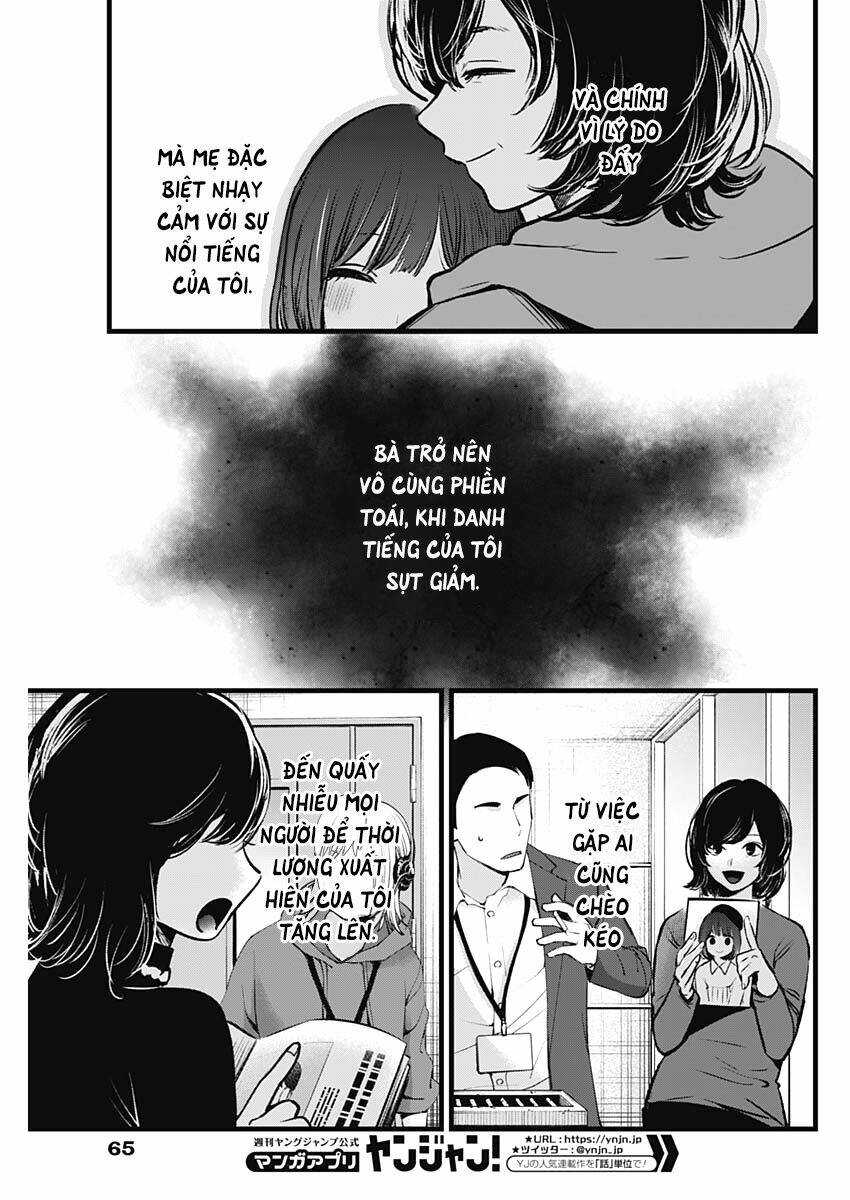 VÀ CHÍNH
VÌ LÝ DO
ĐẤY
MÀ MẸ ĐẶC
BIỆT NHẠY
CẢM VỚI SỰ
NỔI TIẾNG
CỦA TÔI.
BÀ TRỞ NÊN
VÔ CÙNG PHIỀN
TOÁI, KHI DANH
TIẾNG CỦA TÔI
SỤT GIẢM.
TỪ VIỆC
GẶP AI
CŨNG
CHÈO
KÉO
ĐẾN QUẤY
NHIỄU MỌI
NGƯỜI ĐỂ THỜI
LƯỢNG XUẤT
HIỆN CỦA TÔI
TĂNG LÊN.
65
週刊ヤングジャンプ公式
マンガアプリ
ヤンジャン!
★URL:https://ynjn.jp
★ツイッター:@ynjn_jp
YJの人気連載作を「話」単位で!